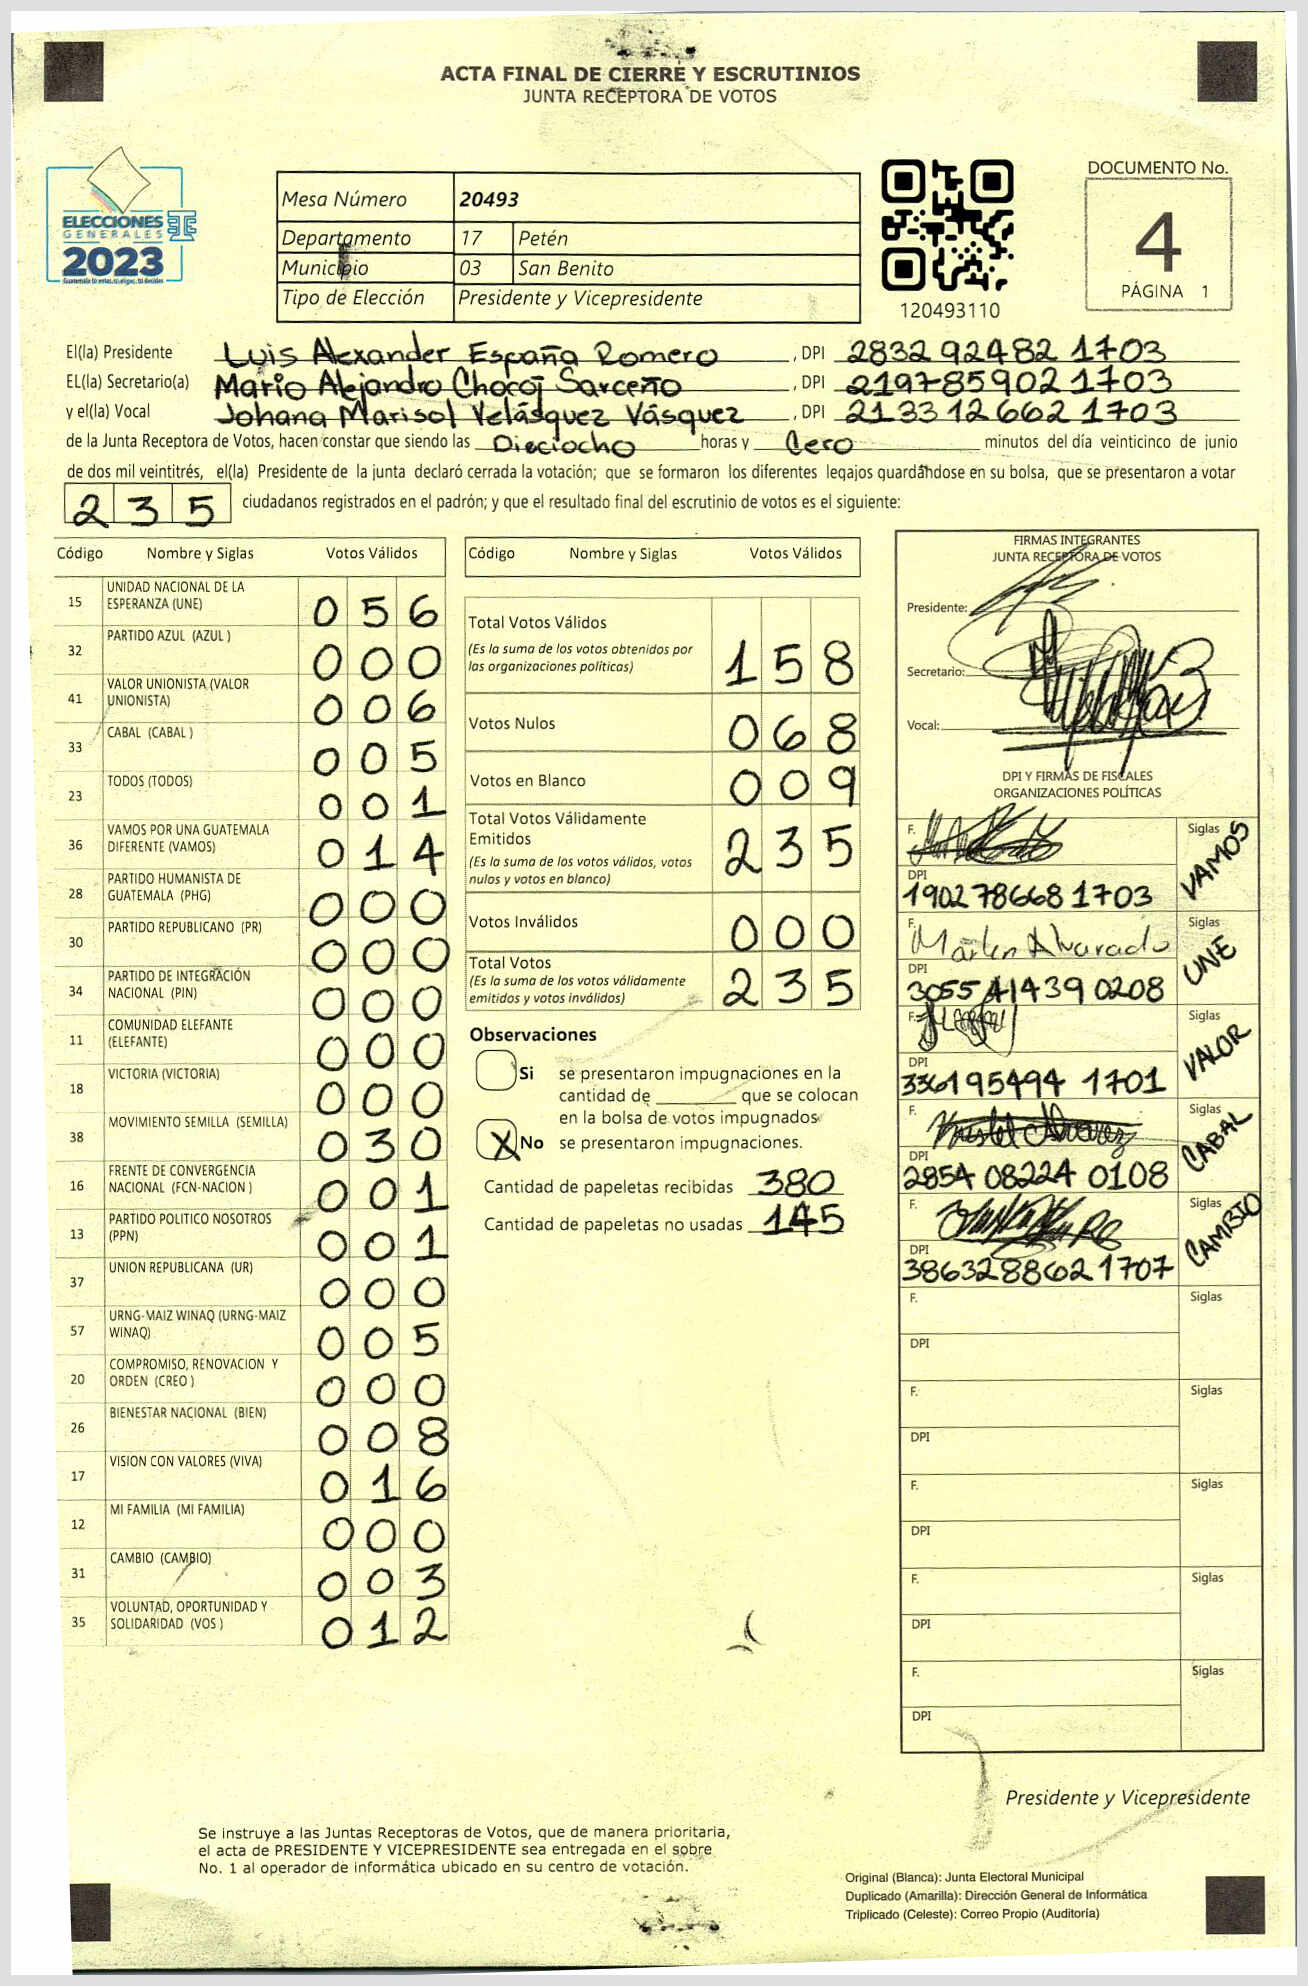 ACTA FINAL DE CIERRE Y ESCRUTINIOS
JUNTA RECEPTORA DE VOTOS
ELECCIONES
GENERALES
2023
Mesa Número 20493
Departamento 17 Petén
Municipio 03 San Benito
Tipo de Elección Presidente y Vicepresidente
120493110
DOCUMENTO No.
4
PÁGINA 1
El(la) Presidente Luis Alexander España Romero , DPI 2832 92482 1703
EL(la) Secretario(a) Mario Alejandro Chocoj Sarceño , DPI 219785902 1703
y el(la) Vocal Johana Marisol Velásquez Vásquez , DPI 2133 12662 1703
de la Junta Receptora de Votos, hacen constar que siendo las Dieciocho horas y Cero minutos del día veinticinco de junio
de dos mil veintitrés, el(la) Presidente de la junta declaró cerrada la votación; que se formaron los diferentes legajos guardándose en su bolsa, que se presentaron a votar
235 ciudadanos registrados en el padrón; y que el resultado final del escrutinio de votos es el siguiente:
Código Nombre y Siglas Votos Válidos
15 UNIDAD NACIONAL DE LA ESPERANZA (UNE) 056
32 PARTIDO AZUL (AZUL ) 000
41 VALOR UNIONISTA (VALOR UNIONISTA) 006
33 CABAL (CABAL ) 005
23 TODOS (TODOS) 001
36 VAMOS POR UNA GUATEMALA DIFERENTE (VAMOS) 014
28 PARTIDO HUMANISTA DE GUATEMALA (PHG) 000
30 PARTIDO REPUBLICANO (PR) 000
34 PARTIDO DE INTEGRACIÓN NACIONAL (PIN) 000
11 COMUNIDAD ELEFANTE (ELEFANTE) 000
18 VICTORIA (VICTORIA) 000
38 MOVIMIENTO SEMILLA (SEMILLA) 030
16 FRENTE DE CONVERGENCIA NACIONAL (FCN-NACION ) 001
13 PARTIDO POLITICO NOSOTROS (PPN) 001
37 UNION REPUBLICANA (UR) 000
57 URNG-MAIZ WINAQ (URNG-MAIZ WINAQ) 005
20 COMPROMISO, RENOVACION Y ORDEN (CREO ) 000
26 BIENESTAR NACIONAL (BIEN) 008
17 VISION CON VALORES (VIVA) 016
12 MI FAMILIA (MI FAMILIA) 000
31 CAMBIO (CAMBIO) 003
35 VOLUNTAD, OPORTUNIDAD Y SOLIDARIDAD (VOS ) 012
Código Nombre y Siglas Votos Válidos
Total Votos Válidos 158
(Es la suma de los votos obtenidos por
las organizaciones políticas)
Votos Nulos 068
Votos en Blanco 009
Total Votos Válidamente
Emitidos 235
(Es la suma de los votos válidos, votos
nulos y votos en blanco)
Votos Inválidos 000
Total Votos 235
(Es la suma de los votos válidamente
emitidos y votos inválidos)
Observaciones
Si se presentaron impugnaciones en la
cantidad de ________ que se colocan
en la bolsa de votos impugnados
X No se presentaron impugnaciones.
Cantidad de papeletas recibidas 380
Cantidad de papeletas no usadas 145
FIRMAS INTEGRANTES
JUNTA RECEPTORA DE VOTOS
Presidente:
Secretario:
Vocal:
DPI Y FIRMAS DE FISCALES
ORGANIZACIONES POLÍTICAS
F. Siglas VAMOS
DPI
1902 78668 1703
F. Marlen Alvarado Siglas UNE
DPI
3055 41439 0208
F. Siglas VALOR
DPI
3361 95494 1701
F. Kristel Alvarez Siglas CABAL
DPI
2854 08224 0108
F. Siglas CAMBIO
DPI
3863288621707
F. Siglas
DPI
F. Siglas
DPI
F. Siglas
DPI
F. Siglas
DPI
F. Siglas
DPI
Presidente y Vicepresidente
Se instruye a las Juntas Receptoras de Votos, que de manera prioritaria,
el acta de PRESIDENTE Y VICEPRESIDENTE sea entregada en el sobre
No. 1 al operador de informática ubicado en su centro de votación.
Original (Blanca): Junta Electoral Municipal
Duplicado (Amarilla): Dirección General de Informática
Triplicado (Celeste): Correo Propio (Auditoría)